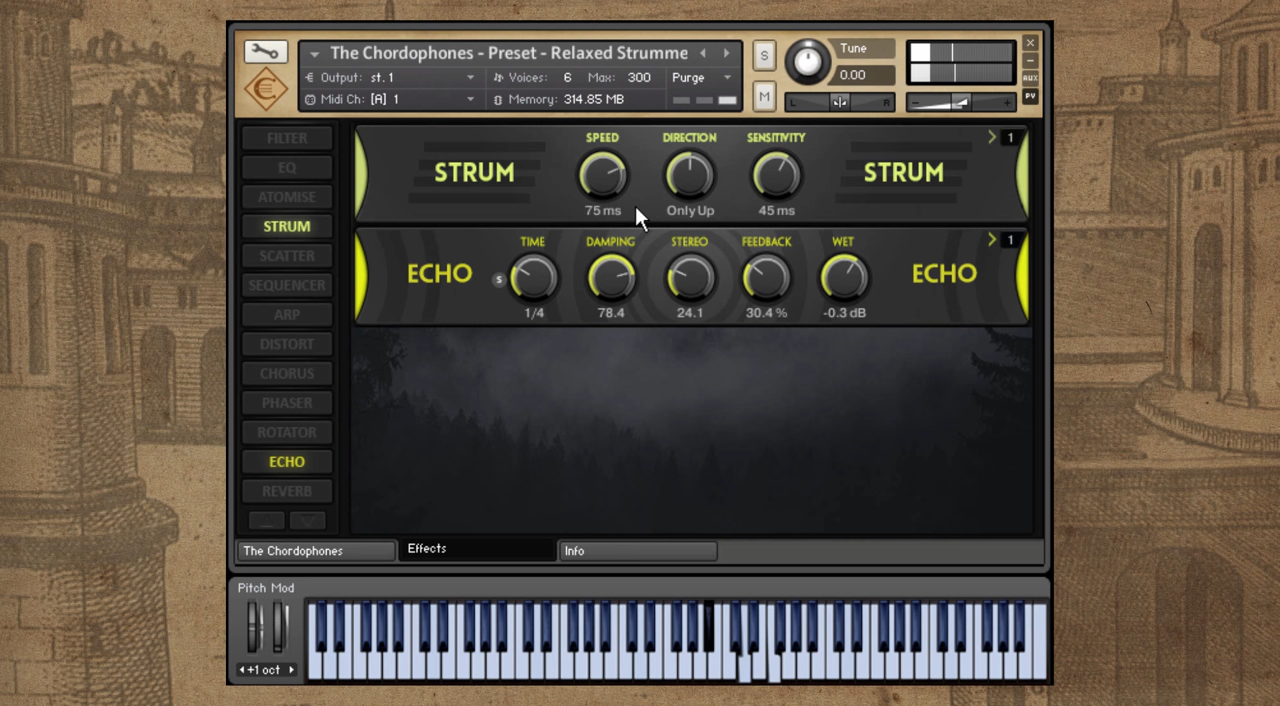 The Chordophones - Preset - Relaxed Strumme
Output: st.1
Voices: 6 Max: 300
Purge
Midi Ch: [A] 1
Memory: 314.85 MB
S
M
Tune
0.00
L R
- +
×
-
AUX
PV
FILTER
EQ
ATOMISE
STRUM
SCATTER
SEQUENCER
ARP
DISTORT
CHORUS
PHASER
ROTATOR
ECHO
REVERB
STRUM
SPEED
75 ms
DIRECTION
Only Up
SENSITIVITY
45 ms
STRUM
1
ECHO
S
TIME
1/4
DAMPING
78.4
STEREO
24.1
FEEDBACK
30.4 %
WET
-0.3 dB
ECHO
1
The Chordophones
Effects
Info
Pitch Mod
+1 oct